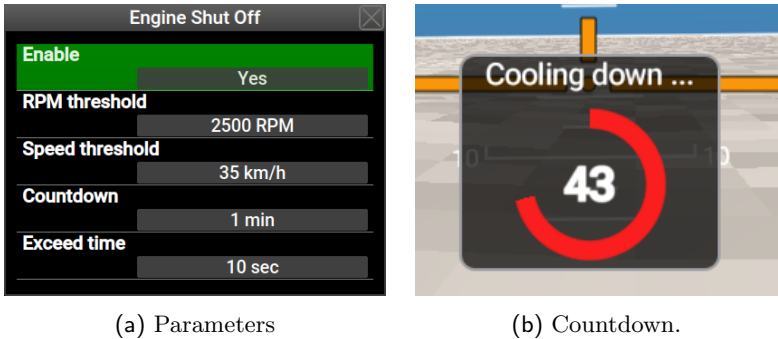 Engine Shut Off
Enable
Yes
RPM threshold
2500 RPM
Speed threshold
35 km/h
Countdown
1 min
Exceed time
10 sec
Cooling down ...
10
10
43
(a) Parameters
(b) Countdown.